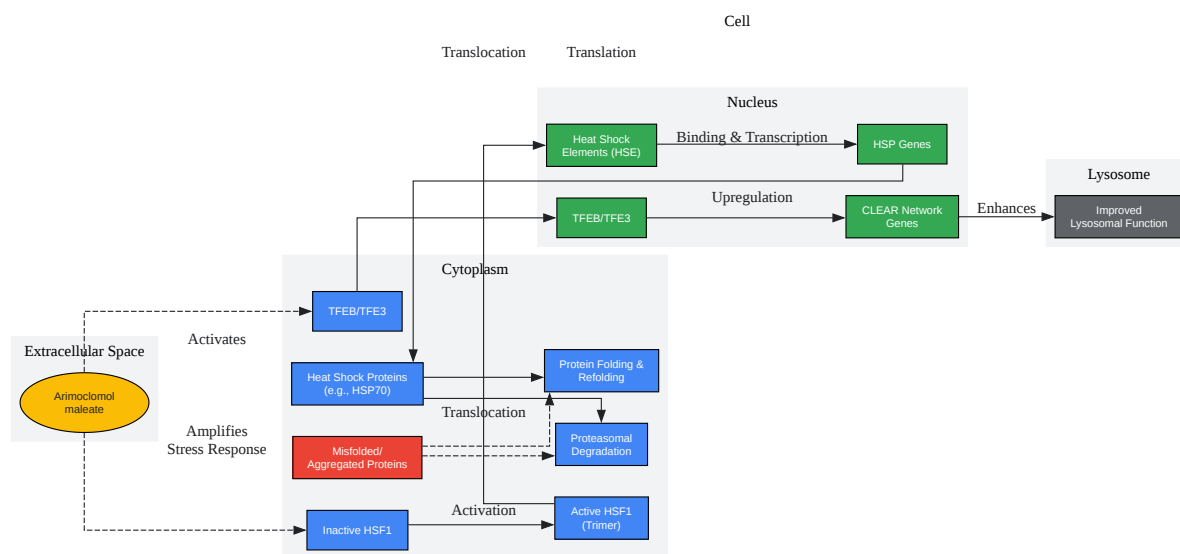 Cell
Translocation
Translation
Nucleus
Heat Shock
Elements (HSE)
Binding & Transcription
HSP Genes
TFEB/TFE3
Upregulation
CLEAR Network
Genes
Enhances
Lysosome
Improved
Lysosomal Function
Cytoplasm
TFEB/TFE3
Activates
Extracellular Space
Arimoclomol
maleate
Heat Shock Proteins
(e.g., HSP70)
Protein Folding &
Refolding
Translocation
Amplifies
Stress Response
Misfolded/
Aggregated Proteins
Proteasomal
Degradation
Inactive HSF1
Activation
Active HSF1
(Trimer)